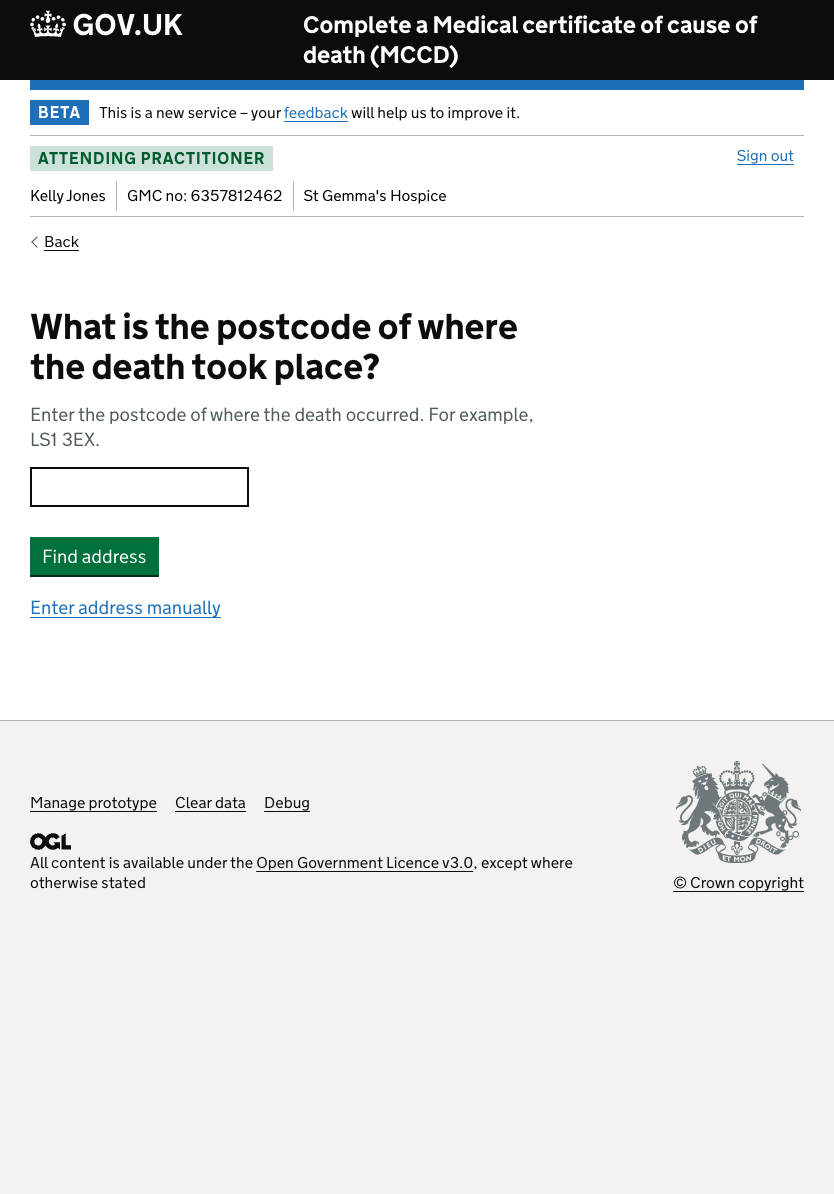 GOV.UK
Complete a Medical certificate of cause of
death (MCCD)
BETA This is a new service – your feedback will help us to improve it.
ATTENDING PRACTITIONER
Sign out
Kelly Jones GMC no: 6357812462 St Gemma's Hospice
Back
What is the postcode of where
the death took place?
Enter the postcode of where the death occurred. For example,
LS1 3EX.
Find address
Enter address manually
Manage prototype Clear data Debug
OGL
All content is available under the Open Government Licence v3.0, except where
otherwise stated
DIEU ET MON DROIT
© Crown copyright